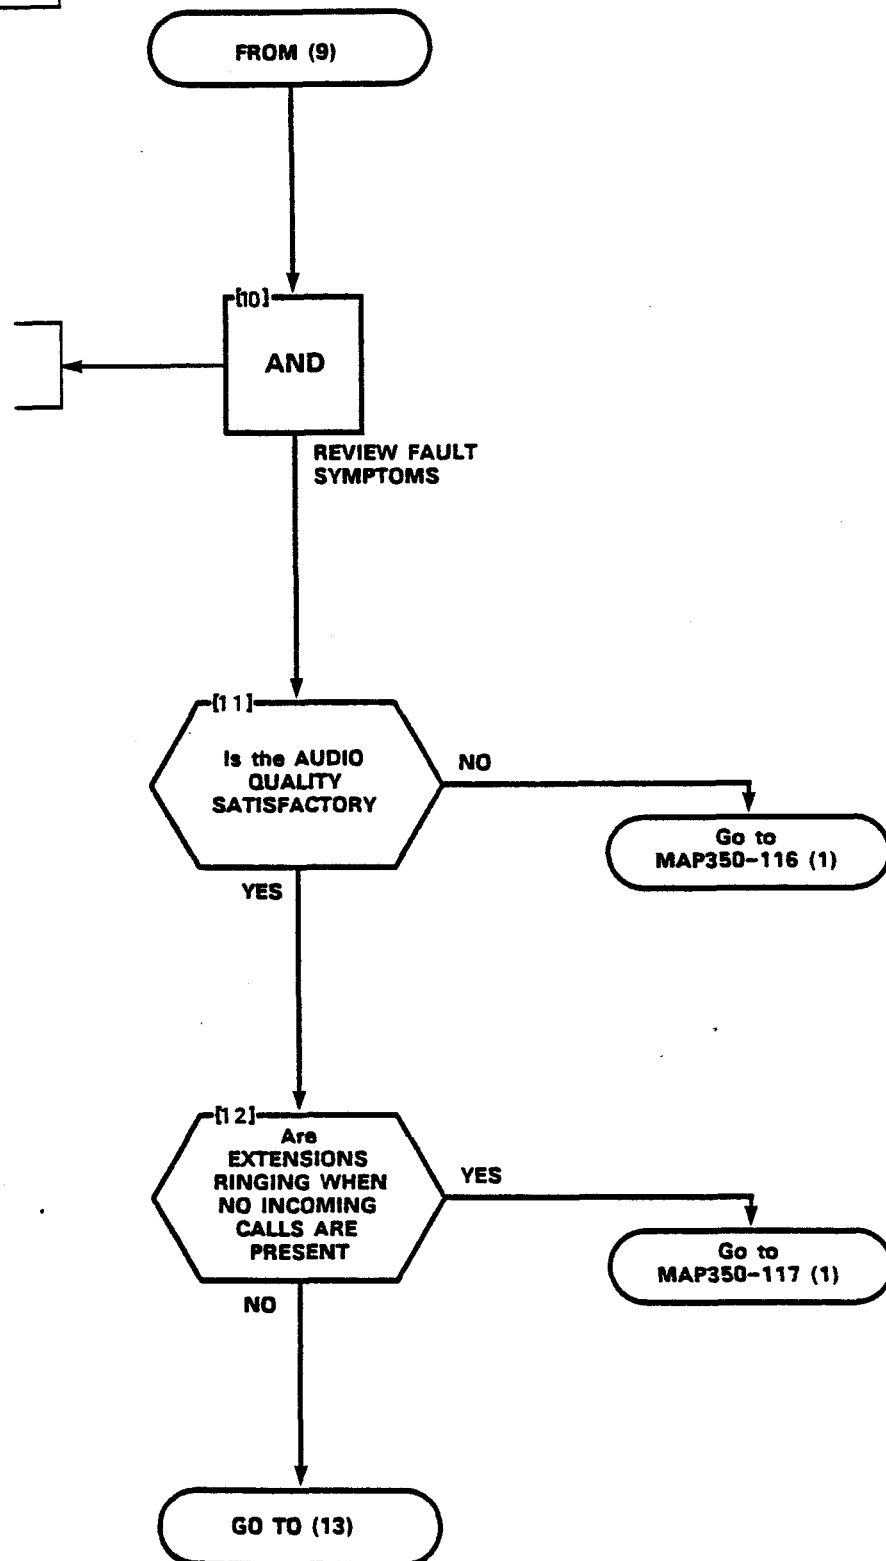 FROM (9)
[10]
AND
REVIEW FAULT
SYMPTOMS
[11]
Is the AUDIO
QUALITY
SATISFACTORY
NO
Go to
MAP350-116 (1)
YES
[12]
Are
EXTENSIONS
RINGING WHEN
NO INCOMING
CALLS ARE
PRESENT
YES
Go to
MAP350-117 (1)
NO
GO TO (13)